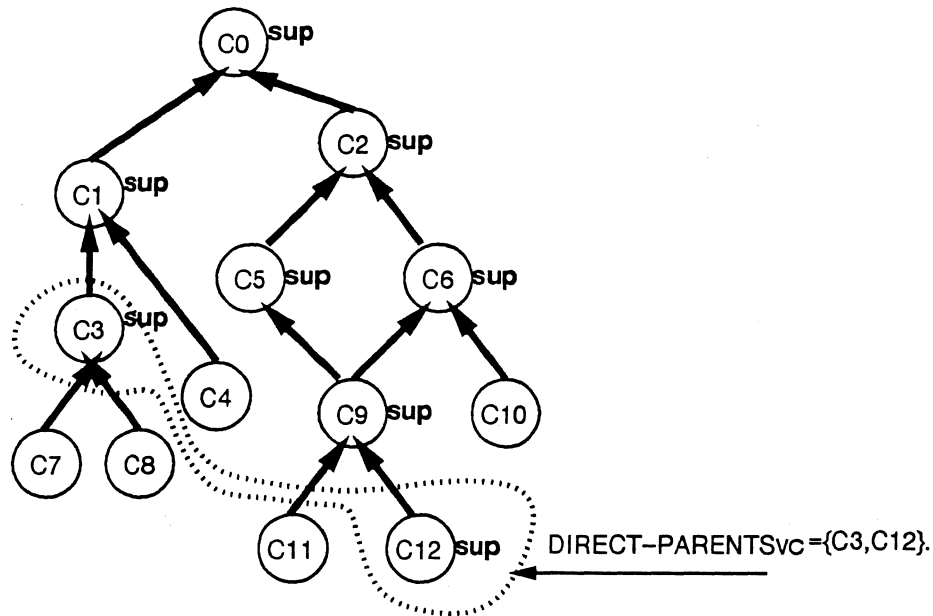 C0 sup
C2 sup
C1 sup
C5 sup
C6 sup
C3 sup
C4
C9 sup
C10
C7
C8
C11
C12 sup
DIRECT-PARENTSvc={C3,C12}.